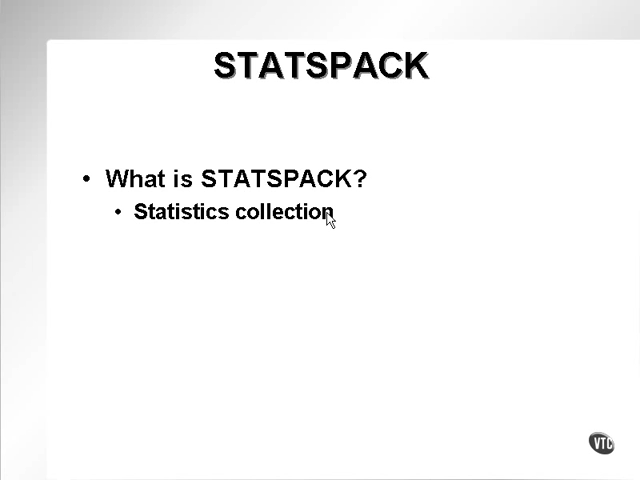 STATSPACK
• What is STATSPACK?
• Statistics collection
VTC